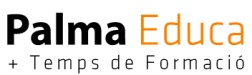 Palma Educa
+ Temps de Formació